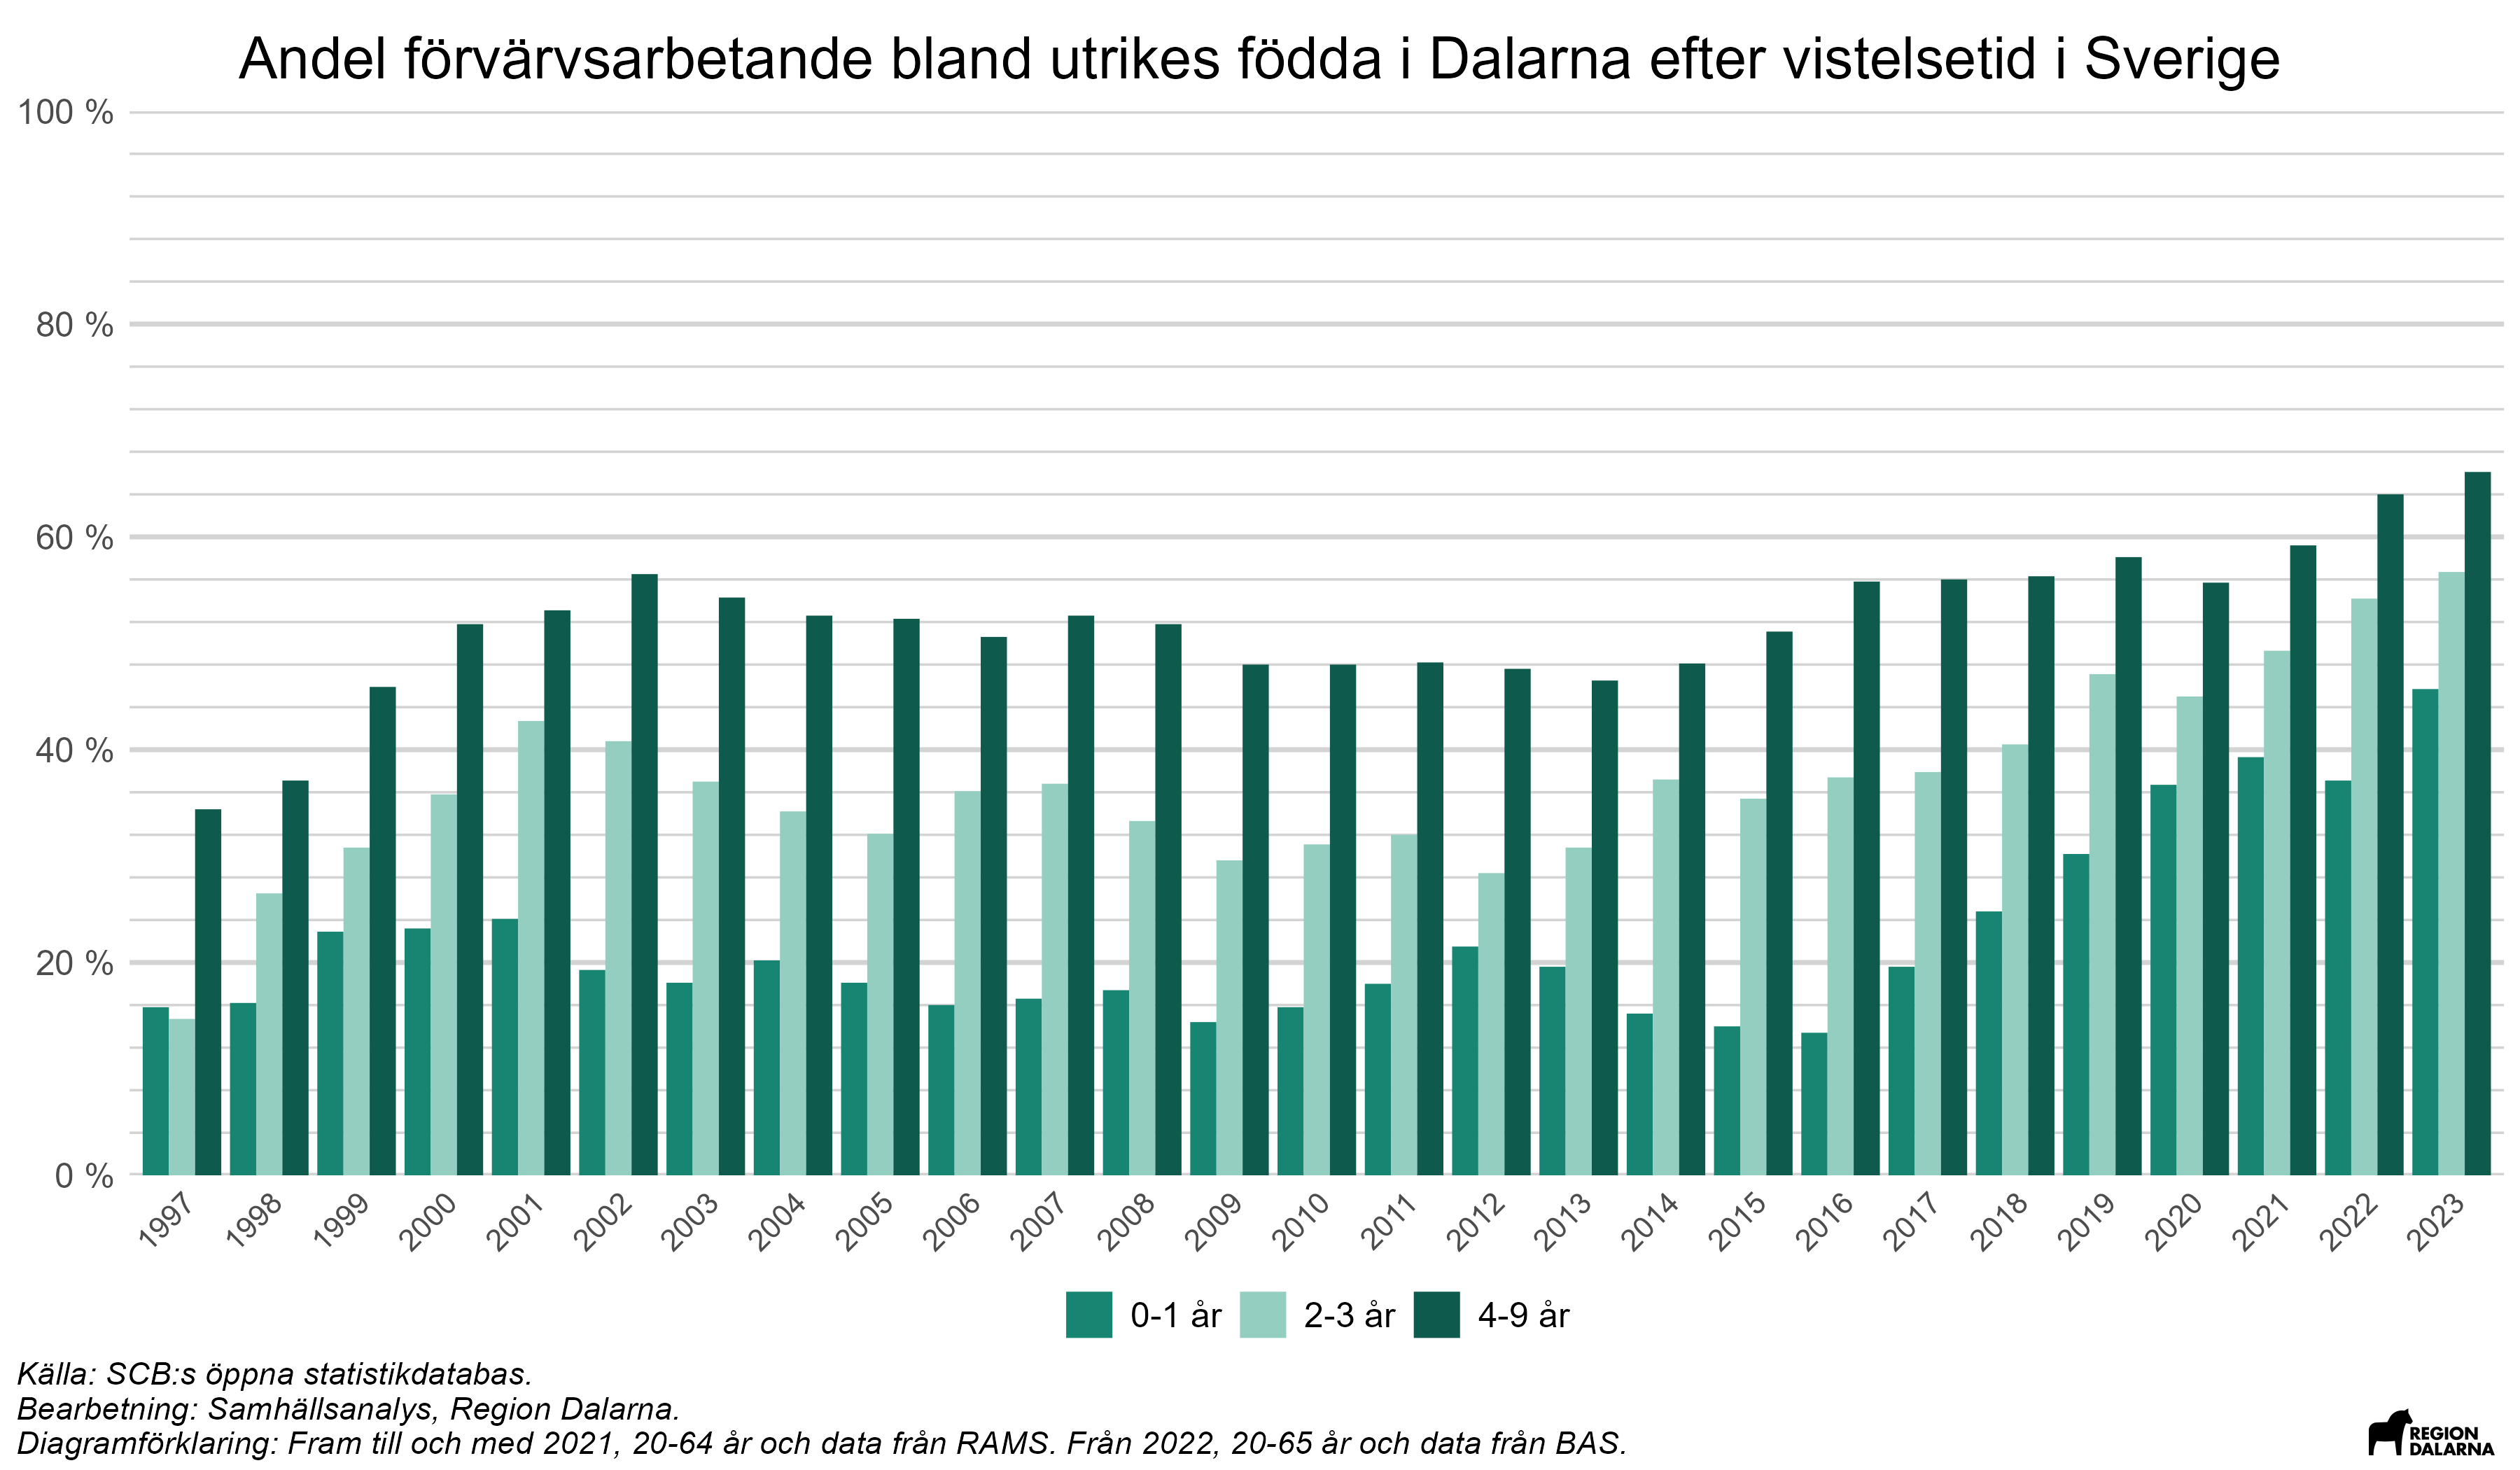 Andel förvärvsarbetande bland utrikes födda i Dalarna efter vistelsetid i Sverige
100 %
80 %
60 %
40 %
20 %
0 %
1997 1998 1999 2000 2001 2002 2003 2004 2005 2006 2007 2008 2009 2010 2011 2012 2013 2014 2015 2016 2017 2018 2019 2020 2021 2022 2023
0-1 år 2-3 år 4-9 år
Källa: SCB:s öppna statistikdatabas.
Bearbetning: Samhällsanalys, Region Dalarna.
Diagramförklaring: Fram till och med 2021, 20-64 år och data från RAMS. Från 2022, 20-65 år och data från BAS.
REGION
DALARNA